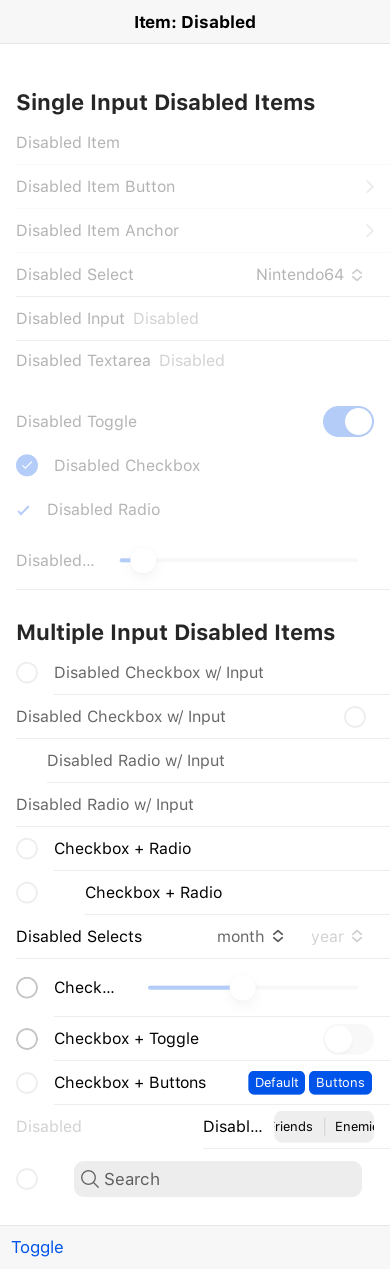 Item: Disabled
Single Input Disabled Items
Disabled Item
Disabled Item Button
Disabled Item Anchor
Disabled Select Nintendo64
Disabled Input Disabled
Disabled Textarea Disabled
Disabled Toggle
Disabled Checkbox
Disabled Radio
Disabled...
Multiple Input Disabled Items
Disabled Checkbox w/ Input
Disabled Checkbox w/ Input
Disabled Radio w/ Input
Disabled Radio w/ Input
Checkbox + Radio
Checkbox + Radio
Disabled Selects month year
Check...
Checkbox + Toggle
Checkbox + Buttons Default Buttons
Disabled Disabl... riends Enemie
Search
Toggle